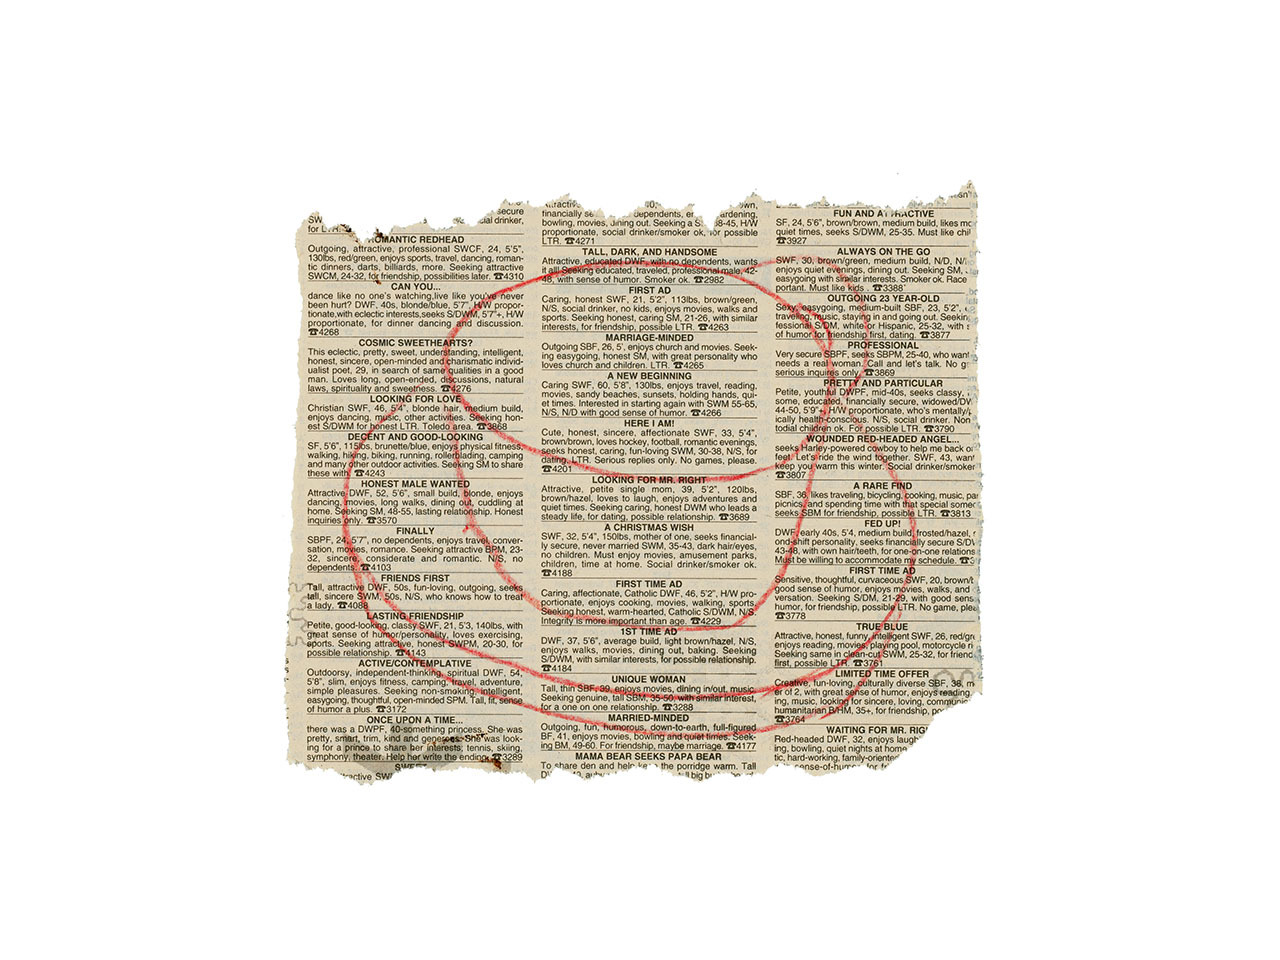 secure
SW
cial drinker,
for LTR.
ROMANTIC REDHEAD
Outgoing, attractive, professional SWCF, 24, 5'5",
130lbs, red/green, enjoys sports, travel, dancing, roman-
tic dinners, darts, billiards, more. Seeking attractive
SWCM, 24-32, for friendship, possibilities later. ☎4310
CAN YOU...
dance like no one's watching,live like you've never
been hurt? DWF, 40s, blonde/blue, 5'7", H/W propor-
tionate,with eclectic interests,seeks S/DWM, 5'7"+, H/W
proportionate, for dinner dancing and discussion.
☎4268
COSMIC SWEETHEARTS?
This eclectic, pretty, sweet, understanding, intelligent,
honest, sincere, open-minded and charismatic individ-
ualist poet, 29, in search of same qualities in a good
man. Loves long, open-ended, discussions, natural
laws, spirituality and sweetness. ☎4276
LOOKING FOR LOVE
Christian SWF, 46, 5'4", blonde hair, medium build,
enjoys dancing, music, other activities. Seeking hon-
est S/DWM for honest LTR. Toledo area. ☎3868
DECENT AND GOOD-LOOKING
SF, 5'6", 115lbs, brunette/blue, enjoys physical fitness,
walking, hiking, biking, running, rollerblading, camping
and many other outdoor activities. Seeking SM to share
these with. ☎4243
HONEST MALE WANTED
Attractive DWF, 52, 5'6", small build, blonde, enjoys
dancing, movies, long walks, dining out, cuddling at
home. Seeking SM, 48-55, lasting relationship. Honest
inquiries only. ☎3570
FINALLY
SBPF, 24, 5'7", no dependents, enjoys travel, conver-
sation, movies, romance. Seeking attractive BPM, 23-
32, sincere, considerate and romantic. N/S, no
dependents. ☎4103
FRIENDS FIRST
Tall, attractive DWF, 50s, fun-loving, outgoing, seeks
tall, sincere SWM, 50s, N/S, who knows how to treat
a lady. ☎4088
LASTING FRIENDSHIP
Petite, good-looking, classy SWF, 21, 5'3, 140lbs, with
great sense of humor/personality, loves exercising,
sports. Seeking attractive, honest SWPM, 20-30, for
possible relationship. ☎4143
ACTIVE/CONTEMPLATIVE
Outdoorsy, independent-thinking, spiritual DWF, 54,
5'8", slim, enjoys fitness, camping, travel, adventure,
simple pleasures. Seeking non-smoking, intelligent,
easygoing, thoughtful, open-minded SPM. Tall, fit, sense
of humor a plus. ☎3172
ONCE UPON A TIME...
there was a DWPF, 40-something princess. She was
pretty, smart, trim, kind and generous. She was look-
ing for a prince to share her interests; tennis, skiing,
symphony, theater. Help her write the ending. ☎3289
SWEET
active SW
financially dependents, ardening,
bowling, movies, dining out. Seeking a S 38-45, H/W
proportionate, social drinker/smoker ok, for possible
LTR. ☎4271
TALL, DARK, AND HANDSOME
Attractive, educated DWF, with no dependents, wants
it all! Seeking educated, traveled, professional male, 42-
48, with sense of humor. Smoker ok. ☎2982
FIRST AD
Caring, honest SWF, 21, 5'2", 113lbs, brown/green,
N/S, social drinker, no kids, enjoys movies, walks and
sports. Seeking honest, caring SM, 21-26, with similar
interests, for friendship, possible LTR. ☎4263
MARRIAGE-MINDED
Outgoing SBF, 26, 5', enjoys church and movies. Seek-
ing easygoing, honest SM, with great personality who
loves church and children. LTR. ☎4265
A NEW BEGINNING
Caring SWF, 60, 5'8", 130lbs, enjoys travel, reading,
movies, sandy beaches, sunsets, holding hands, qui-
et times. Interested in starting again with SWM 55-65,
N/S, N/D with good sense of humor. ☎4266
HERE I AM!
Cute, honest, sincere, affectionate SWF, 33, 5'4",
brown/brown, loves hockey, football, romantic evenings,
seeks honest, caring, fun-loving SWM, 30-38, N/S, for
dating, LTR. Serious replies only. No games, please.
☎4201
LOOKING FOR MR. RIGHT
Attractive, petite single mom, 39, 5'2", 120lbs,
brown/hazel, loves to laugh, enjoys adventures and
quiet times. Seeking caring, honest DWM who leads a
steady life, for dating, possible relationship. ☎3689
A CHRISTMAS WISH
SWF, 32, 5'4", 150lbs, mother of one, seeks financial-
ly secure, never married SWM, 35-43, dark hair/eyes,
no children. Must enjoy movies, amusement parks,
children, time at home. Social drinker/smoker ok.
☎4188
FIRST TIME AD
Caring, affectionate, Catholic DWF, 46, 5'2", H/W pro-
portionate, enjoys cooking, movies, walking, sports.
Seeking honest, warm-hearted, Catholic S/DWM, N/S.
Integrity is more important than age. ☎4229
1ST TIME AD
DWF, 37, 5'6", average build, light brown/hazel, N/S,
enjoys walks, movies, dining out, baking. Seeking
S/DWM, with similar interests, for possible relationship.
☎4184
UNIQUE WOMAN
Tall, thin SBF, 39, enjoys movies, dining in/out, music.
Seeking genuine, tall SBM, 35-50, with similar interest,
for a one on one relationship. ☎3288
MARRIED-MINDED
Outgoing, fun, humorous, down-to-earth, full-figured
BF, 41, enjoys movies, bowling and quiet times. Seek-
ing BM, 49-60. For friendship, maybe marriage. ☎4177
MAMA BEAR SEEKS PAPA BEAR
To share den and help the porridge warm. Tall
FUN AND ATTRACTIVE
SF, 24, 5'6", brown/brown, medium build, likes mo
quiet times, seeks S/DWM, 25-35. Must like chil
☎3927
ALWAYS ON THE GO
SWF, 30, brown/green, medium build, N/D, N/
enjoys quiet evenings, dining out. Seeking SM,
easygoing with similar interests. Smoker ok. Race
portant. Must like kids . ☎3388
OUTGOING 23 YEAR-OLD
Sexy, easygoing, medium-built SBF, 23, 5'2",
traveling, music, staying in and going out. Seeking
fessional S/DM, white or Hispanic, 25-32, with
of humor for friendship first, dating. ☎3877
PROFESSIONAL
Very secure SBPF, seeks SBPM, 25-40, who want
needs a real woman. Call and let's talk. No g
serious inquires only. ☎3869
PRETTY AND PARTICULAR
Petite, youthful DWPF, mid-40s, seeks classy,
some, educated, financially secure, widowed/DW
44-50, 5'9"+, H/W proportionate, who's mentally/
ically health-conscious. N/S, social drinker. Non
todial children ok. For possible LTR. ☎3790
WOUNDED RED-HEADED ANGEL...
seeks Harley-powered cowboy to help me back o
feet. Let'sride the wind together. SWF, 43, want
keep you warm this winter. Social drinker/smoker
☎3807
A RARE FIND
SBF, 38, likes traveling, bicycling, cooking, music, pa
picnics, and spending time with that special some
seeks SBM for friendship, possible LTR. ☎3813
FED UP!
DWF, early 40s, 5'4, medium build, frosted/hazel,
ond-shift personality, seeks financially secure S/DV
43-48, with own hair/teeth, for one-on-one relations
Must be willing to accommodate my schedule. ☎3
FIRST TIME AD
Sensitive, thoughtful, curvaceous SWF, 20, brown/b
good sense of humor, enjoys movies, walks, and
versation. Seeking S/DM, 21-29, with good sens
humor, for friendship, possible LTR. No game, plea
☎3778
TRUE BLUE
Attractive, honest, funny, intelligent SWF, 26, red/gre
enjoys reading, movies, playing pool, motorcycle r
Seeking same in clean-cut SWM, 25-32, for frienc
first, possible LTR. ☎3761
LIMITED TIME OFFER
Creative, fun-loving, culturally diverse SBF, 36, m
er of 2, with great sense of humor, enjoys reading
ing, music, looking for sincere, loving, commun
humanitarian B/HM, 35+, for friendship, possib
☎3764
WAITING FOR MR. RIG
Red-headed DWF, 32, enjoys laugh
ing, bowling, quiet nights at home
tic, hard-working, family-oriente
ense-of-humor, for fr